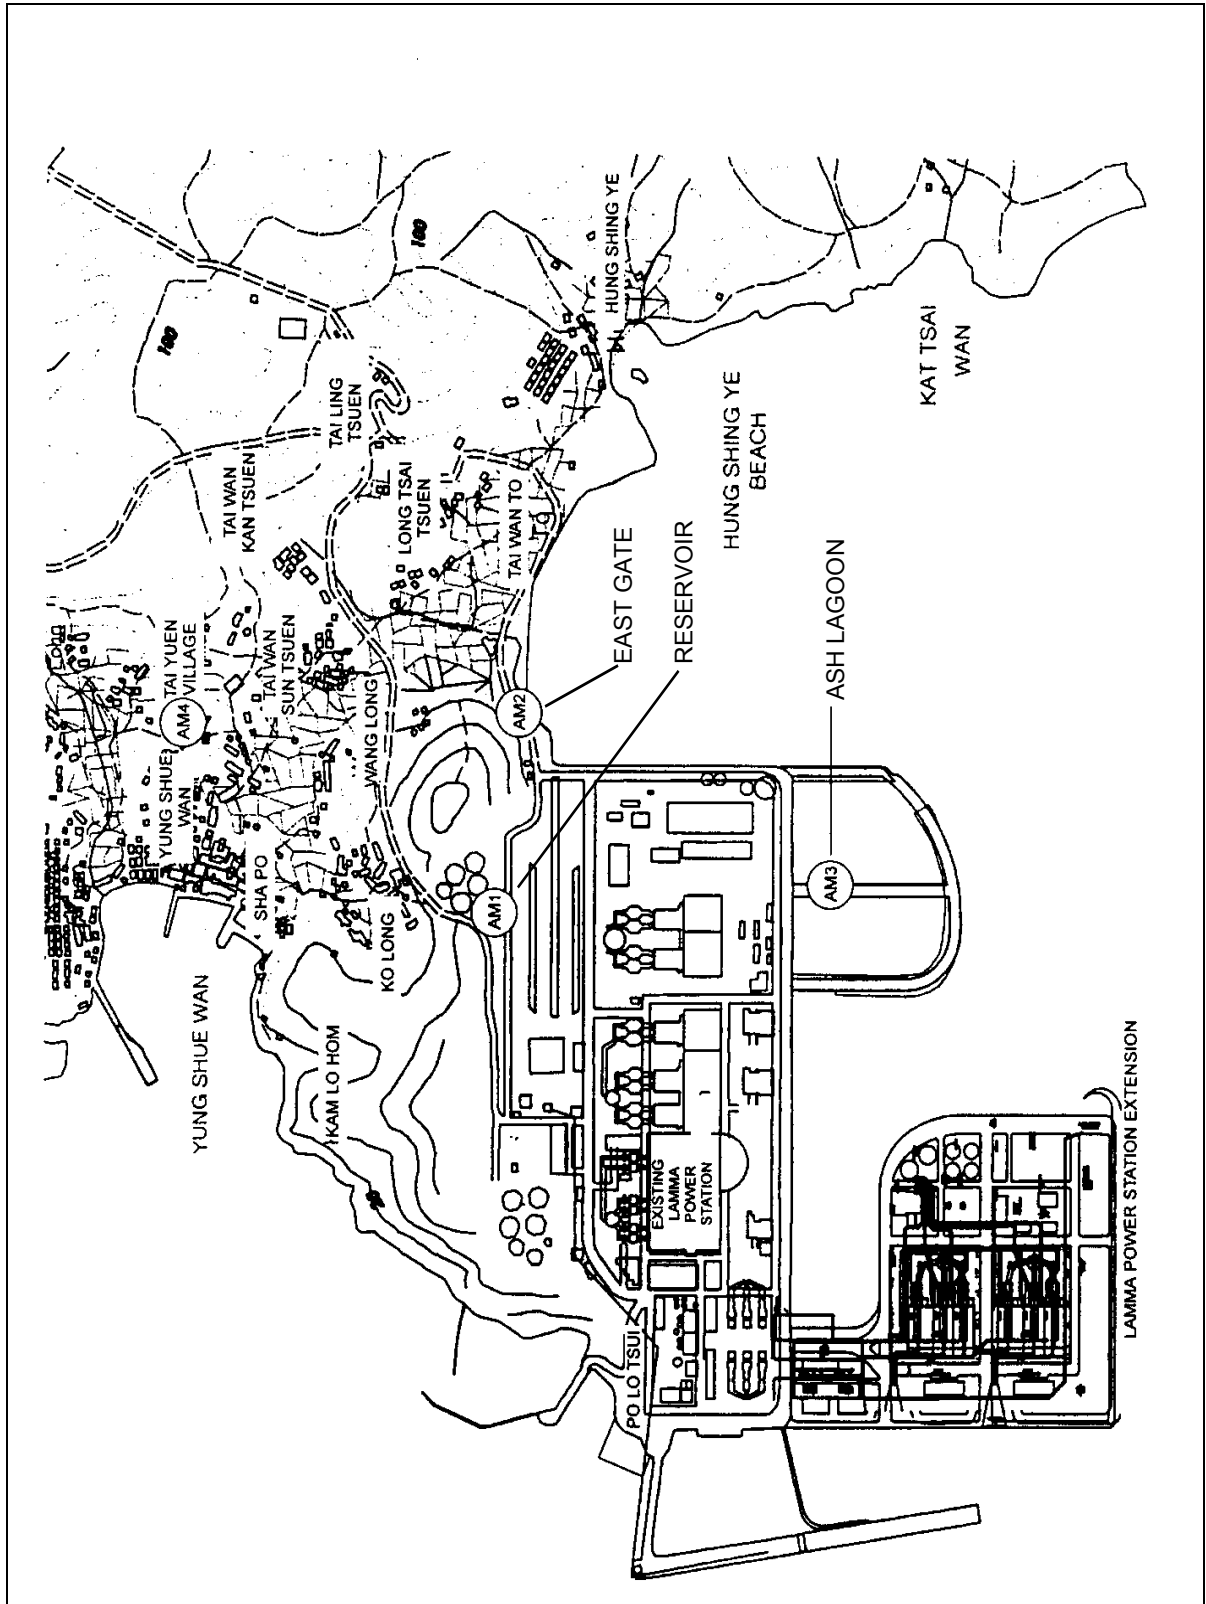 100
100
HUNG SHING YE
KAT TSAI
WAN
TAI LING
TSUEN
HUNG SHING YE
BEACH
TAI WAN
KAN TSUEN
LONG TSAI
TSUEN
TAI WAN TO
EAST GATE
RESERVOIR
ASH LAGOON
Long
TAI YUEN
VILLAGE
TAI WAN
SUN TSUEN
WANG LONG
AM4
AM2
YUNG SHUE
WAN
SHA PO
AM1
AM3
KO LONG
YUNG SHUE WAN
KAM LO HOM
EXISTING
LAMMA
POWER
STATION
LAMMA POWER STATION EXTENSION
PO LO TSUI